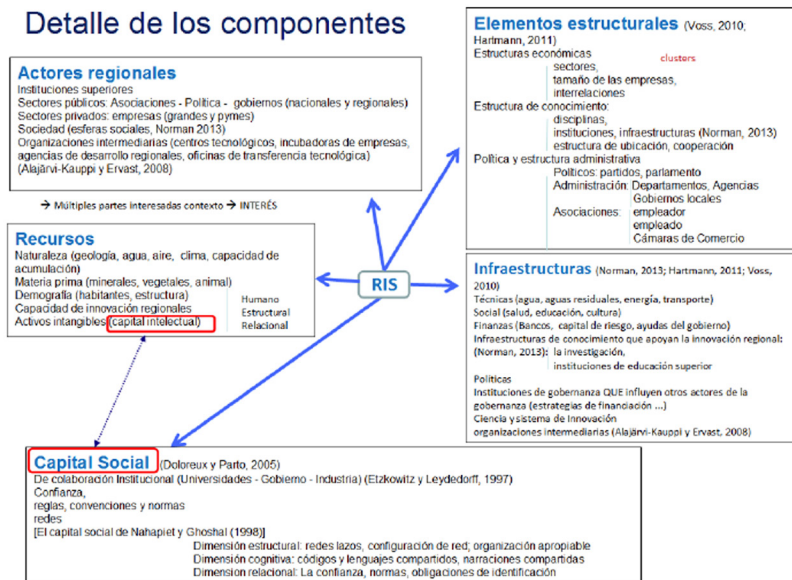 Detalle de los componentes
Actores regionales
Instituciones superiores
Sectores públicos: Asociaciones - Política - gobiernos (nacionales y regionales)
Sectores privados: empresas (grandes y pymes)
Sociedad (esferas sociales, Norman 2013)
Organizaciones intermediarias (centros tecnológicos, incubadoras de empresas,
agencias de desarrollo regionales, oficinas de transferencia tecnológica)
(Alajärvi-Kauppi y Ervast, 2008)
→ Múltiples partes interesadas contexto → INTERÉS
Recursos
Naturaleza (geología, agua, aire, clima, capacidad de
acumulación)
Materia prima (minerales, vegetales, animal)
Demografía (habitantes, estructura)
Capacidad de innovación regionales
Activos intangibles (capital intelectual)
Humano
Estructural
Relacional
RIS
Elementos estructurales (Voss, 2010;
Hartmann, 2011)
Estructuras económicas
clusters
sectores,
tamaño de las empresas,
interrelaciones
Estructura de conocimiento:
disciplinas,
instituciones, infraestructuras (Norman, 2013)
estructura de ubicación, cooperación
Política y estructura administrativa
Políticos: partidos, parlamento
Administración: Departamentos, Agencias
Gobiernos locales
Asociaciones: empleador
empleado
Cámaras de Comercio
Infraestructuras (Norman, 2013; Hartmann, 2011; Voss,
2010)
Técnicas (agua, aguas residuales, energía, transporte)
Social (salud, educación, cultura)
Finanzas (Bancos, capital de riesgo, ayudas del gobierno)
Infraestructuras de conocimiento que apoyan la innovación regional:
(Norman, 2013): la investigación,
instituciones de educación superior
Políticas
Instituciones de gobernanza QUE influyen otros actores de la
gobernanza (estrategias de financiación ...)
Ciencia y sistema de Innovación
organizaciones intermediarias (Alajärvi-Kauppi y Ervast, 2008)
Capital Social (Doloreux y Parto, 2005)
De colaboración Institucional (Universidades - Gobierno - Industria) (Etzkowitz y Leydedorff, 1997)
Confianza,
reglas, convenciones y normas
redes
[El capital social de Nahapiet y Ghoshal (1998)]
Dimensión estructural: redes lazos, configuración de red; organización apropiable
Dimensión cognitiva: códigos y lenguajes compartidos, narraciones compartidas
Dimensión relacional: La confianza, normas, obligaciones de identificación